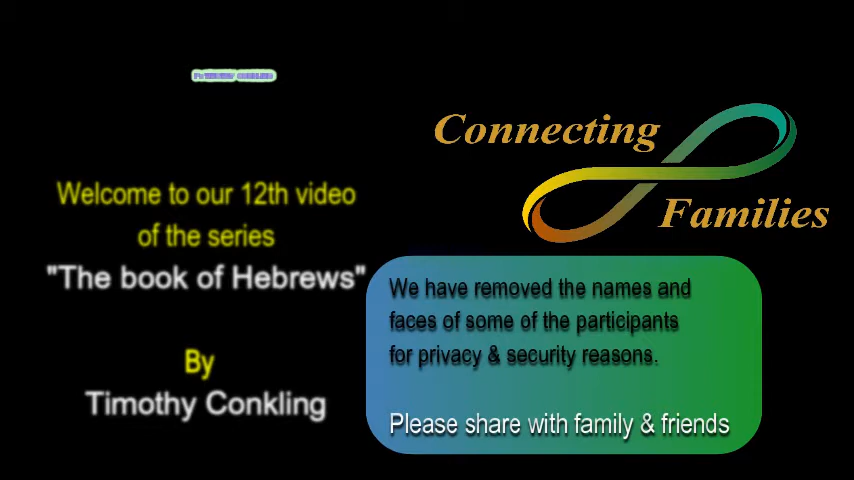 Connecting
Families
Welcome to our 12th video
of the series
"The book of Hebrews"
By
Timothy Conkling
We have removed the names and
faces of some of the participants
for privacy & security reasons.
Please share with family & friends